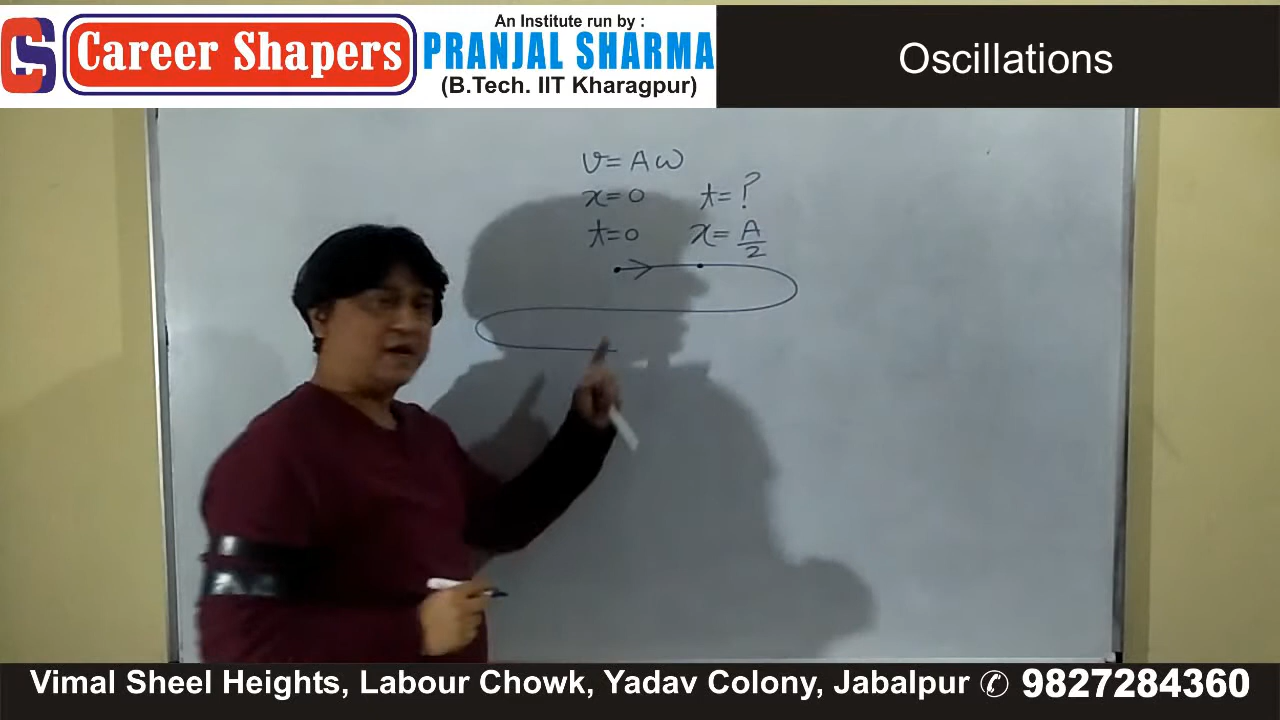 CS Career Shapers
An Institute run by :
PRANJAL SHARMA
(B.Tech. IIT Kharagpur)
Oscillations
v = Aω
x = 0 t = ?
t = 0 x = A/2
Vimal Sheel Heights, Labour Chowk, Yadav Colony, Jabalpur ✆ 9827284360